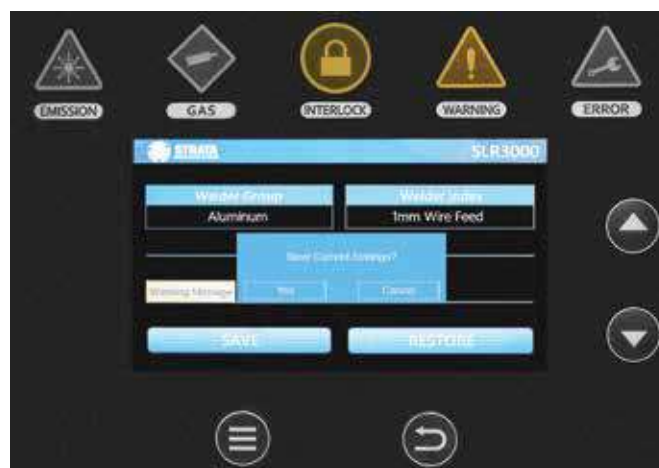 EMISSION
GAS
INTERLOCK
WARNING
ERROR
STRATA
SLR3000
Welder Group
Welder Index
Aluminum
1mm Wire Feed
Save Current Settings?
Warning Message
Yes
Cancel
SAVE
RESTORE